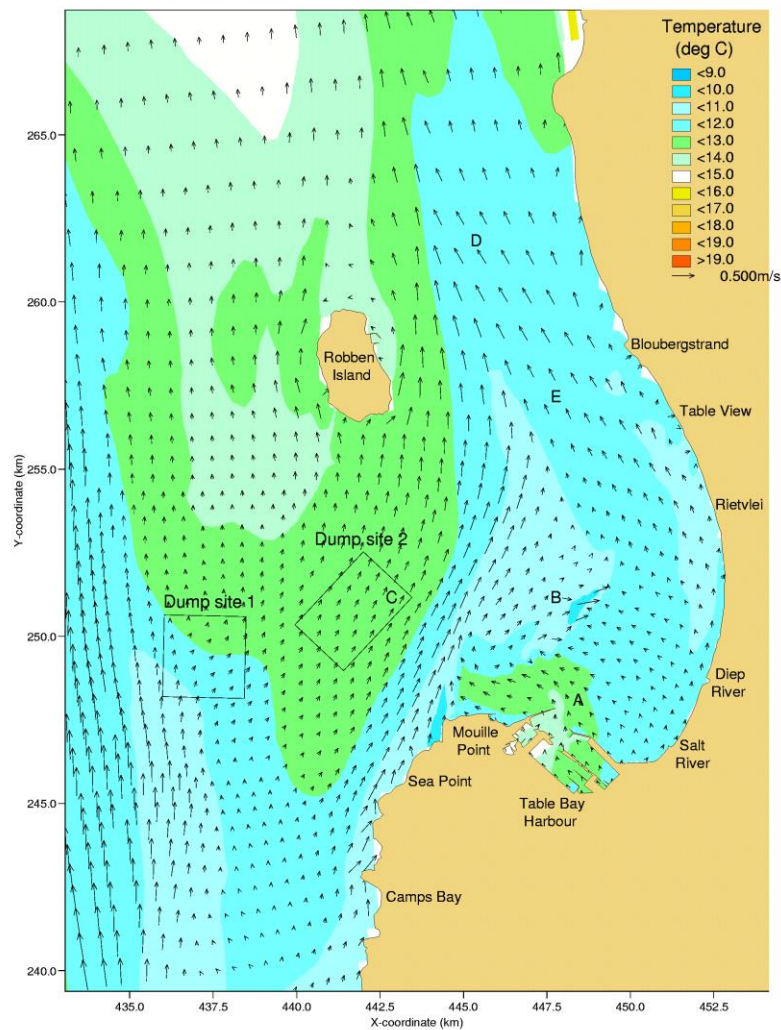 Temperature
(deg C)
<9.0
<10.0
<11.0
<12.0
<13.0
<14.0
<15.0
<16.0
<17.0
<18.0
<19.0
>19.0
0.500m/s
265.0
D
260.0
Bloubergstrand
Robben
Island
E
Table View
255.0
Rietvlei
Dump site 2
Y-coordinate (km)
C
B
Dump site 1
250.0
Diep
River
A
Mouille
Point
Salt
River
Sea Point
245.0
Table Bay
Harbour
Camps Bay
240.0
435.0
437.5
440.0
442.5
445.0
447.5
450.0
452.5
X-coordinate (km)